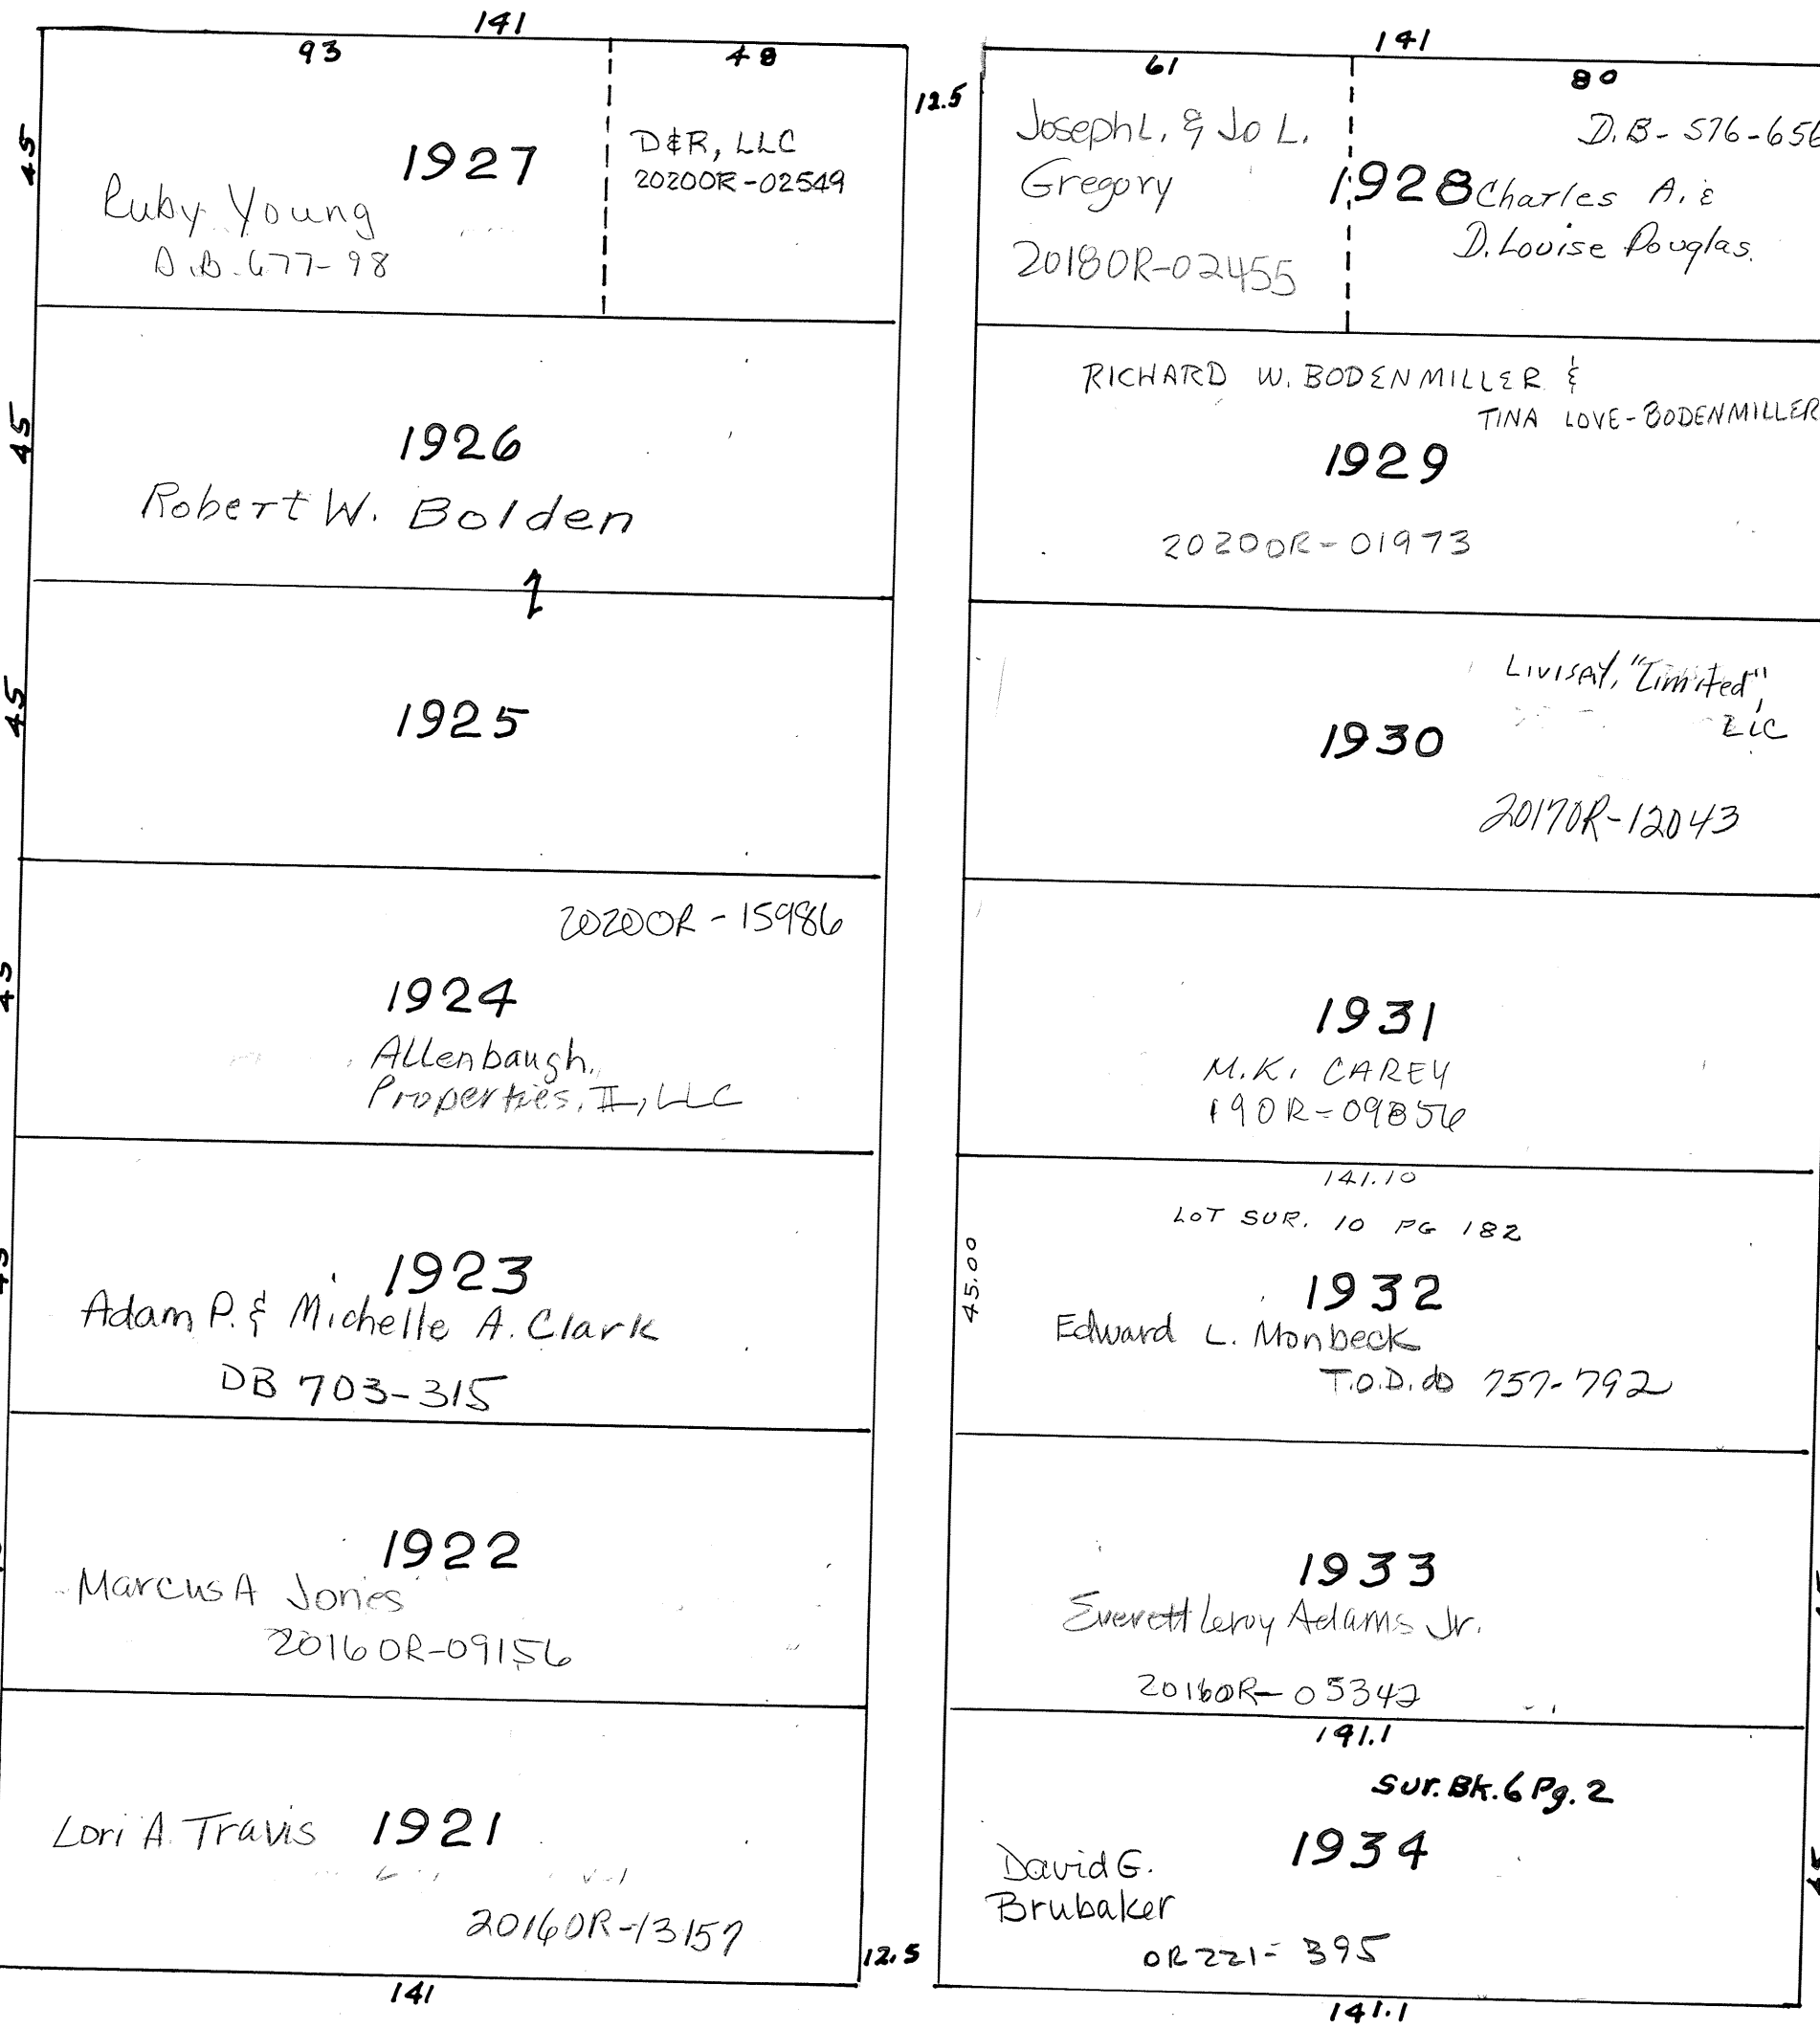 141
93
48
45
1927
D&R, LLC
2020OR-02549
Ruby Young
D.B. 677-98
45
1926
Robert W. Bolden
45
1925
45
2020OR-15986
1924
Allenbaugh
Properties, II, LLC
1923
Adam P. & Michelle A. Clark
DB 703-315
1922
Marcus A Jones
2016OR-09156
Lori A. Travis
1921
2016OR-13157
141
12.5
12.5
141
61
80
Joseph L. & Jo L.
Gregory
2018OR-02455
1928
D.B-576-656
Charles A. &
D. Louise Douglas.
RICHARD W. BODENMILLER &
TINA LOVE-BODENMILLER
1929
2020OR-01973
LIVISAY, "Limited",
LLC
1930
2017OR-12043
1931
M.K. CAREY
19OR-09856
141.10
LOT SUR. 10 PG 182
45.00
1932
Edward L. Monbeck
T.O.D. 757-792
1933
Everett Leroy Adams Jr.
2016OR-05342
141.1
Sur. Bk. 6 Pg. 2
1934
David G.
Brubaker
OR 221-395
45
141.1